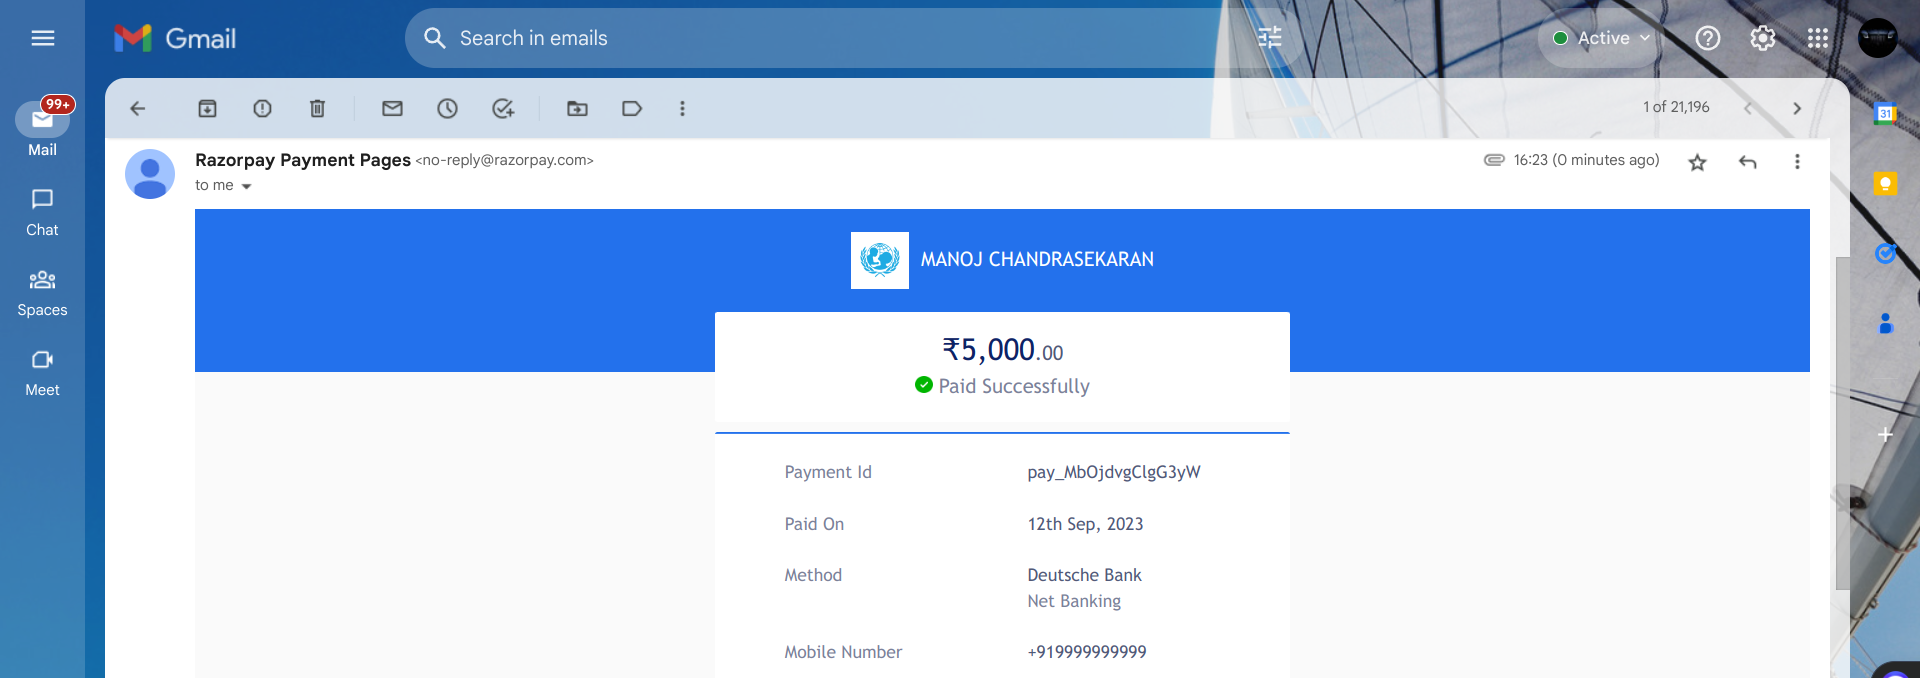 Gmail
Search in emails
Active
99+
Mail
Chat
Spaces
Meet
1 of 21,196
31
Razorpay Payment Pages <no-reply@razorpay.com>
16:23 (0 minutes ago)
to me
MANOJ CHANDRASEKARAN
₹5,000.00
Paid Successfully
Payment Id pay_MbOjdvgClgG3yW
Paid On 12th Sep, 2023
Method Deutsche Bank
Net Banking
Mobile Number +919999999999